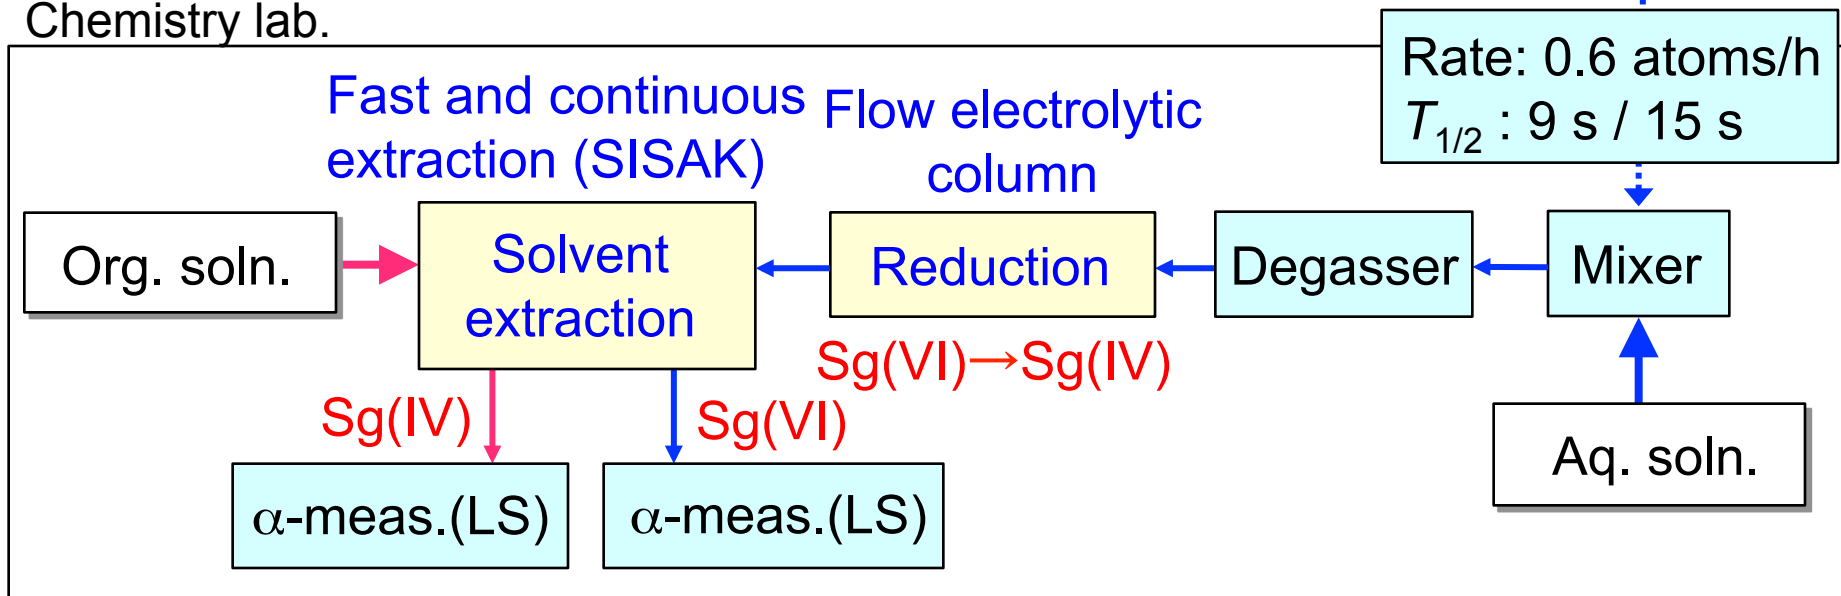 Chemistry lab.
Rate: 0.6 atoms/h
T1/2 : 9 s / 15 s
Fast and continuous
extraction (SISAK)
Flow electrolytic
column
Org. soln.
Solvent
extraction
Reduction
Degasser
Mixer
Sg(VI)→Sg(IV)
Sg(IV)
Sg(VI)
Aq. soln.
α-meas.(LS)
α-meas.(LS)